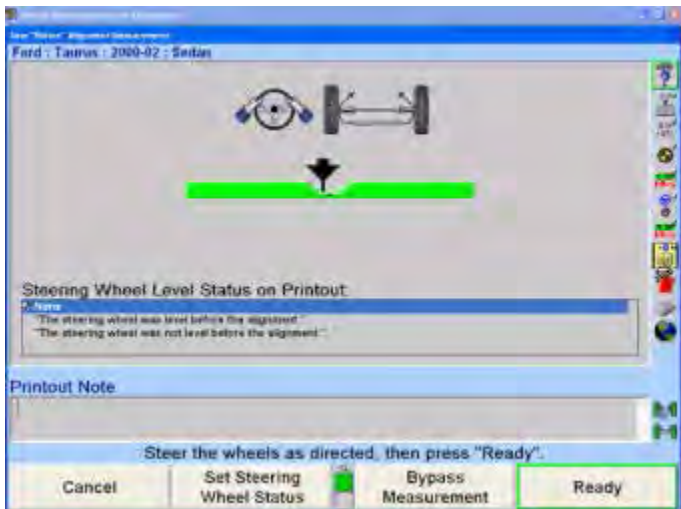 Ford : Taurus : 2000-02 : Sedan
Steering Wheel Level Status on Printout
None
"The steering wheel was level before the alignment."
"The steering wheel was not level before the alignment."
Printout Note
Steer the wheels as directed, then press "Ready".
Cancel
Set Steering Wheel Status
Bypass Measurement
Ready